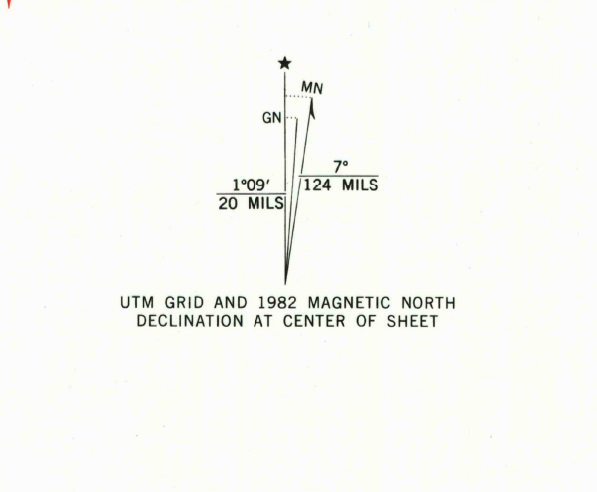 ★
MN
GN
7°
124 MILS
1°09'
20 MILS
UTM GRID AND 1982 MAGNETIC NORTH
DECLINATION AT CENTER OF SHEET